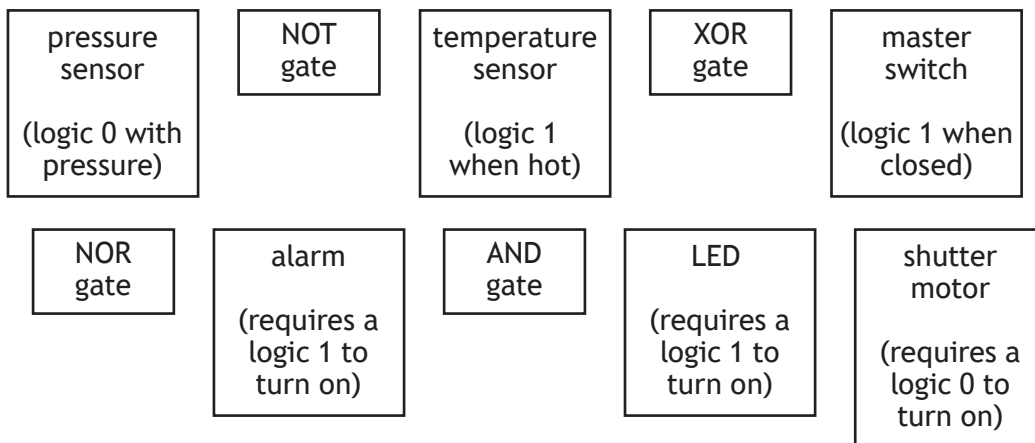 pressure
sensor
(logic 0 with
pressure)
NOT
gate
temperature
sensor
(logic 1
when hot)
XOR
gate
master
switch
(logic 1 when
closed)
NOR
gate
alarm
(requires a
logic 1 to
turn on)
AND
gate
LED
(requires a
logic 1 to
turn on)
shutter
motor
(requires a
logic 0 to
turn on)